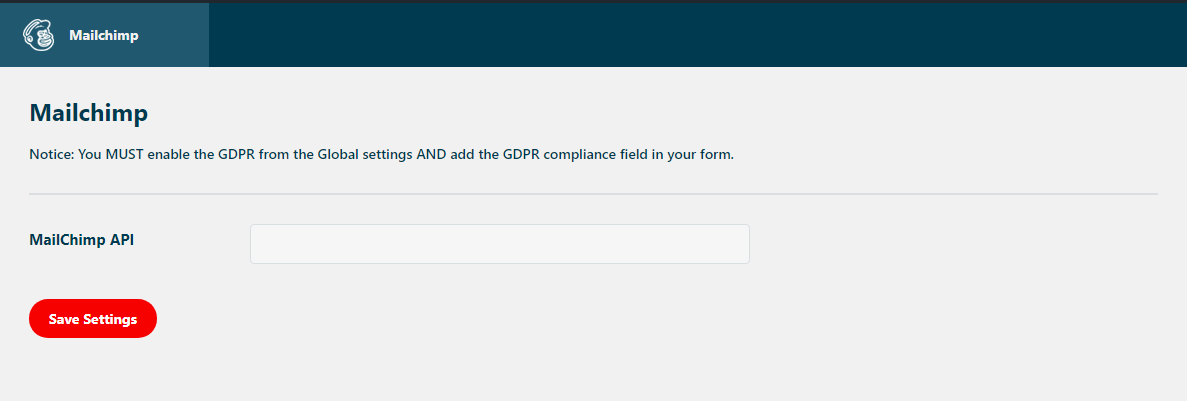 Mailchimp
Mailchimp
Notice: You MUST enable the GDPR from the Global settings AND add the GDPR compliance field in your form.
MailChimp API
Save Settings